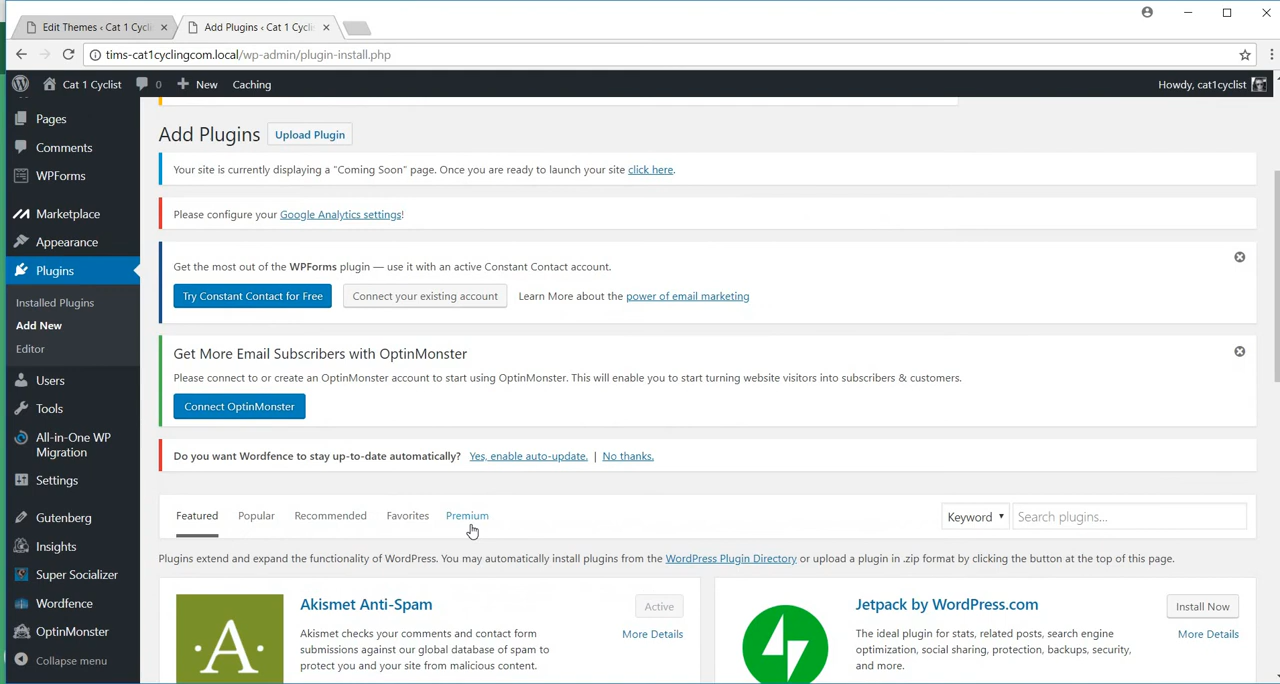 Edit Themes ‹ Cat 1 Cycli
Add Plugins ‹ Cat 1 Cyclis
tims-cat1cyclingcom.local/wp-admin/plugin-install.php
Cat 1 Cyclist 0 New Caching Howdy, cat1cyclist
Pages
Comments
WPForms
Marketplace
Appearance
Plugins
Installed Plugins
Add New
Editor
Users
Tools
All-in-One WP
Migration
Settings
Gutenberg
Insights
Super Socializer
Wordfence
OptinMonster
Collapse menu
Add Plugins Upload Plugin
Your site is currently displaying a "Coming Soon" page. Once you are ready to launch your site click here.
Please configure your Google Analytics settings!
Get the most out of the WPForms plugin — use it with an active Constant Contact account.
Try Constant Contact for Free Connect your existing account Learn More about the power of email marketing
Get More Email Subscribers with OptinMonster
Please connect to or create an OptinMonster account to start using OptinMonster. This will enable you to start turning website visitors into subscribers & customers.
Connect OptinMonster
Do you want Wordfence to stay up-to-date automatically? Yes, enable auto-update. | No thanks.
Featured Popular Recommended Favorites Premium Keyword Search plugins...
Plugins extend and expand the functionality of WordPress. You may automatically install plugins from the WordPress Plugin Directory or upload a plugin in .zip format by clicking the button at the top of this page.
Akismet Anti-Spam
Active
More Details
Akismet checks your comments and contact form
submissions against our global database of spam to
protect you and your site from malicious content.
A
Jetpack by WordPress.com
Install Now
More Details
The ideal plugin for stats, related posts, search engine
optimization, social sharing, protection, backups, security,
and more.